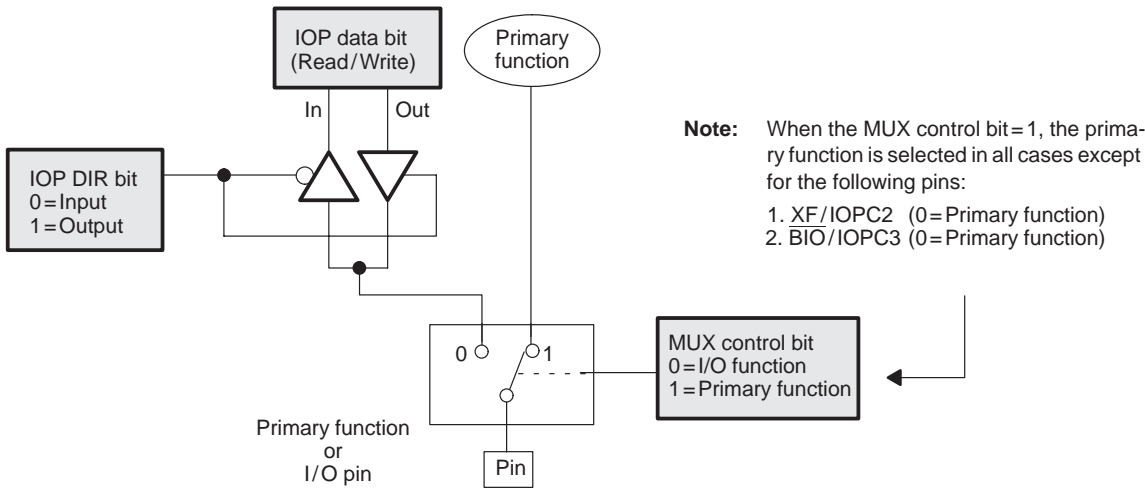 IOP data bit
(Read/Write)
Primary
function
In
Out
Note: When the MUX control bit=1, the prima-
ry function is selected in all cases except
for the following pins:
1. XF/IOPC2 (0=Primary function)
2. B̅I̅O̅/IOPC3 (0=Primary function)
IOP DIR bit
0=Input
1=Output
0
1
MUX control bit
0=I/O function
1=Primary function
Primary function
or
I/O pin
Pin